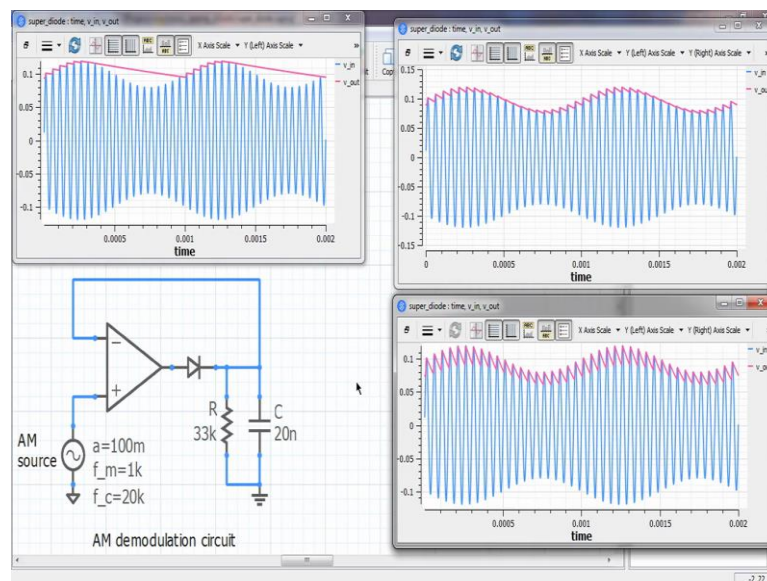 super_diode : time, v_in, v_out
X Axis Scale Y (Left) Axis Scale »
v_in
v_out
0.1
0.05
0
-0.05
-0.1
0.0005 0.001 0.0015 0.002
time
super_diode : time, v_in, v_out
X Axis Scale Y (Left) Axis Scale Y (Right) Axis Scale
v_in
0.15
0.1
0.05
0
-0.05
-0.1
-0.15
0 0.0005 0.001 0.0015 0.002
time
super_diode : time, v_in, v_out
X Axis Scale Y (Left) Axis Scale Y (Right) Axis Scale
0.1
0.05
0
-0.05
-0.1
0.0005 0.001 0.0015 0.002
time
−
+
R
33k
C
20n
AM
source
a=100m
f_m=1k
f_c=20k
AM demodulation circuit